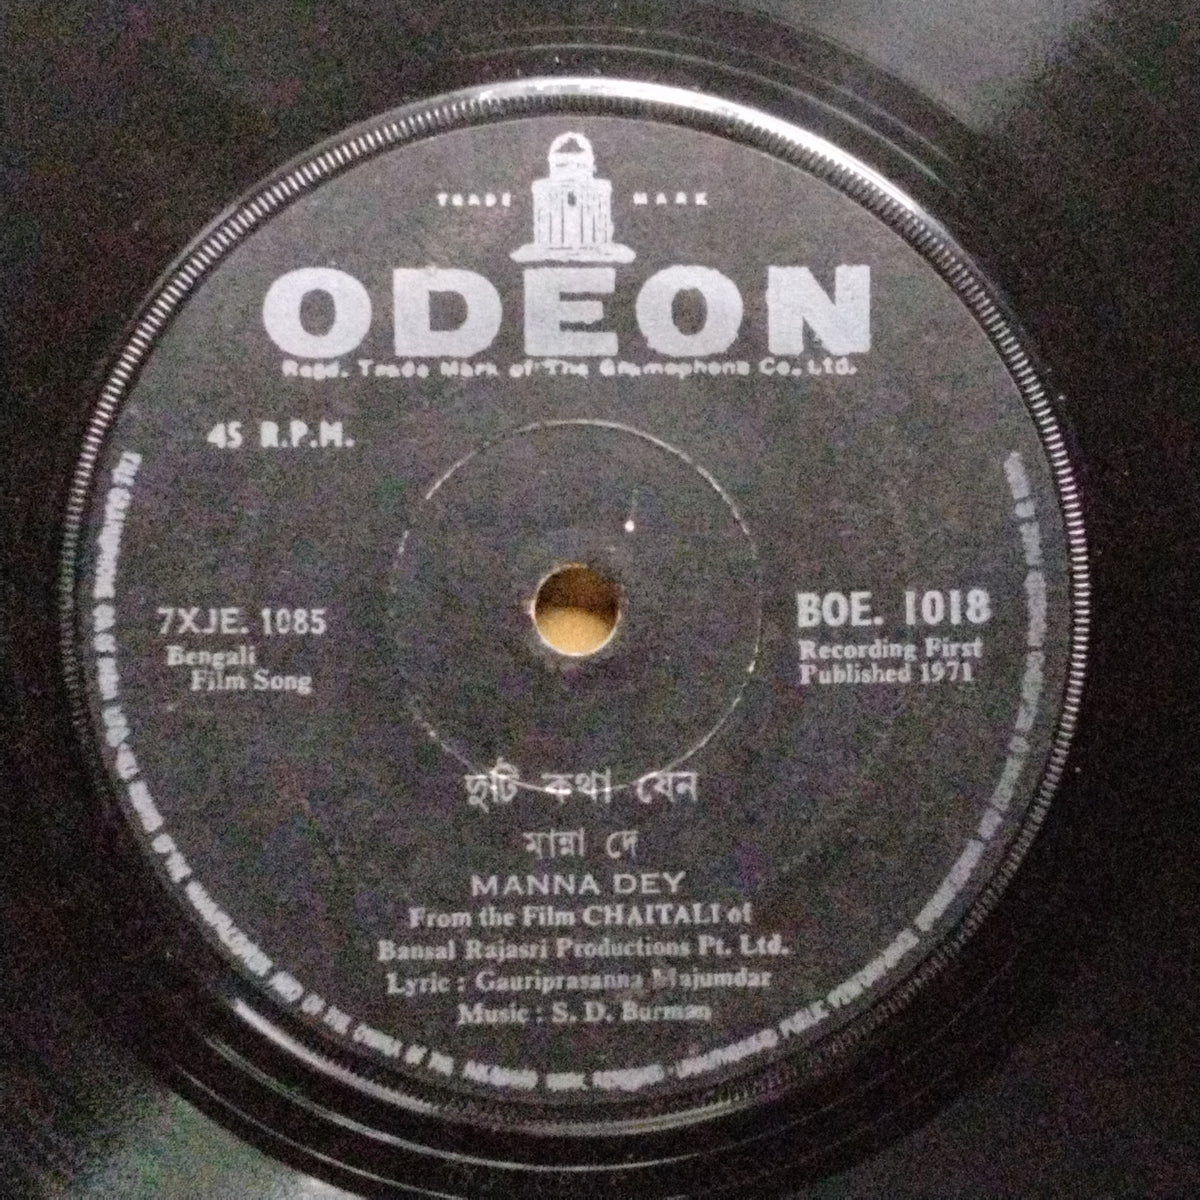 TRADE MARK
ODEON
Regd. Trade Mark of The Gramophone Co., Ltd.
45 R.P.M.
7XJE. 1085
Bengali
Film Song
BOE. 1018
Recording First
Published 1971
দুটি কথা যেন
মান্না দে
MANNA DEY
From the Film CHAITALI of
Bansal Rajasri Productions Pt. Ltd.
Lyric : Gauriprasanna Majumdar
Music : S. D. Burman